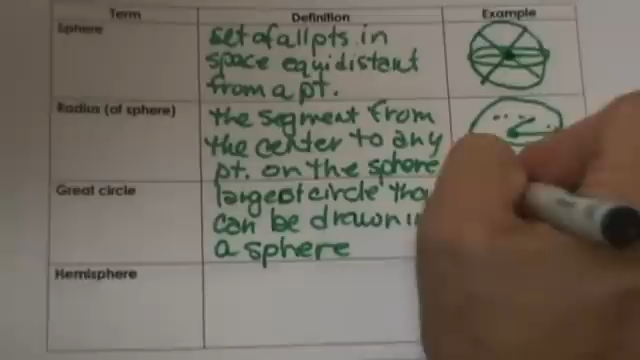 Term Definition Example
Sphere
set of all pts. in
space equidistant
from a pt.
Radius (of sphere)
the segment from
the center to any
pt. on the sphere
Great circle
largest circle
can be drawn
a sphere
Hemisphere